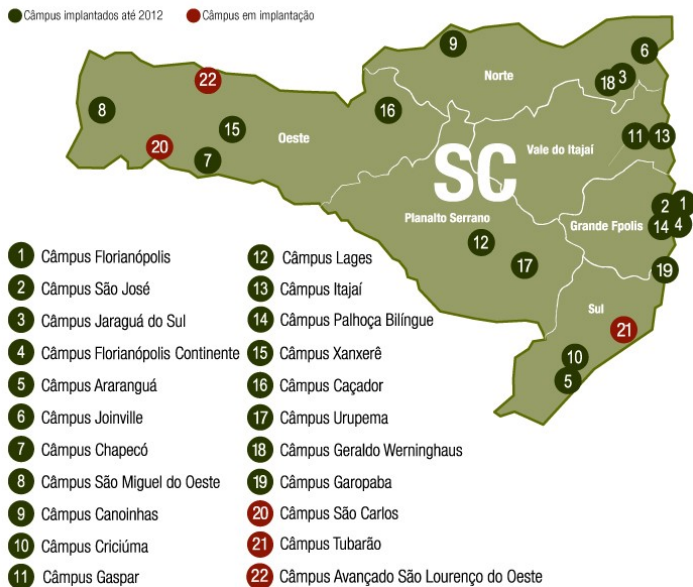 Câmpus implantados até 2012
Câmpus em implantação
9
6
Norte
22
3
18
8
16
11
13
15
Oeste
Vale do Itajaí
20
7
SC
1
2
Planalto Serrano
Grande Fpolis
14
4
12
17
19
Sul
21
10
5
1 Câmpus Florianópolis
2 Câmpus São José
3 Câmpus Jaraguá do Sul
4 Câmpus Florianópolis Continente
5 Câmpus Araranguá
6 Câmpus Joinville
7 Câmpus Chapecó
8 Câmpus São Miguel do Oeste
9 Câmpus Canoinhas
10 Câmpus Criciúma
11 Câmpus Gaspar
12 Câmpus Lages
13 Câmpus Itajaí
14 Câmpus Palhoça Bilíngue
15 Câmpus Xanxerê
16 Câmpus Caçador
17 Câmpus Urupema
18 Câmpus Geraldo Werninghaus
19 Câmpus Garopaba
20 Câmpus São Carlos
21 Câmpus Tubarão
22 Câmpus Avançado São Lourenço do Oeste